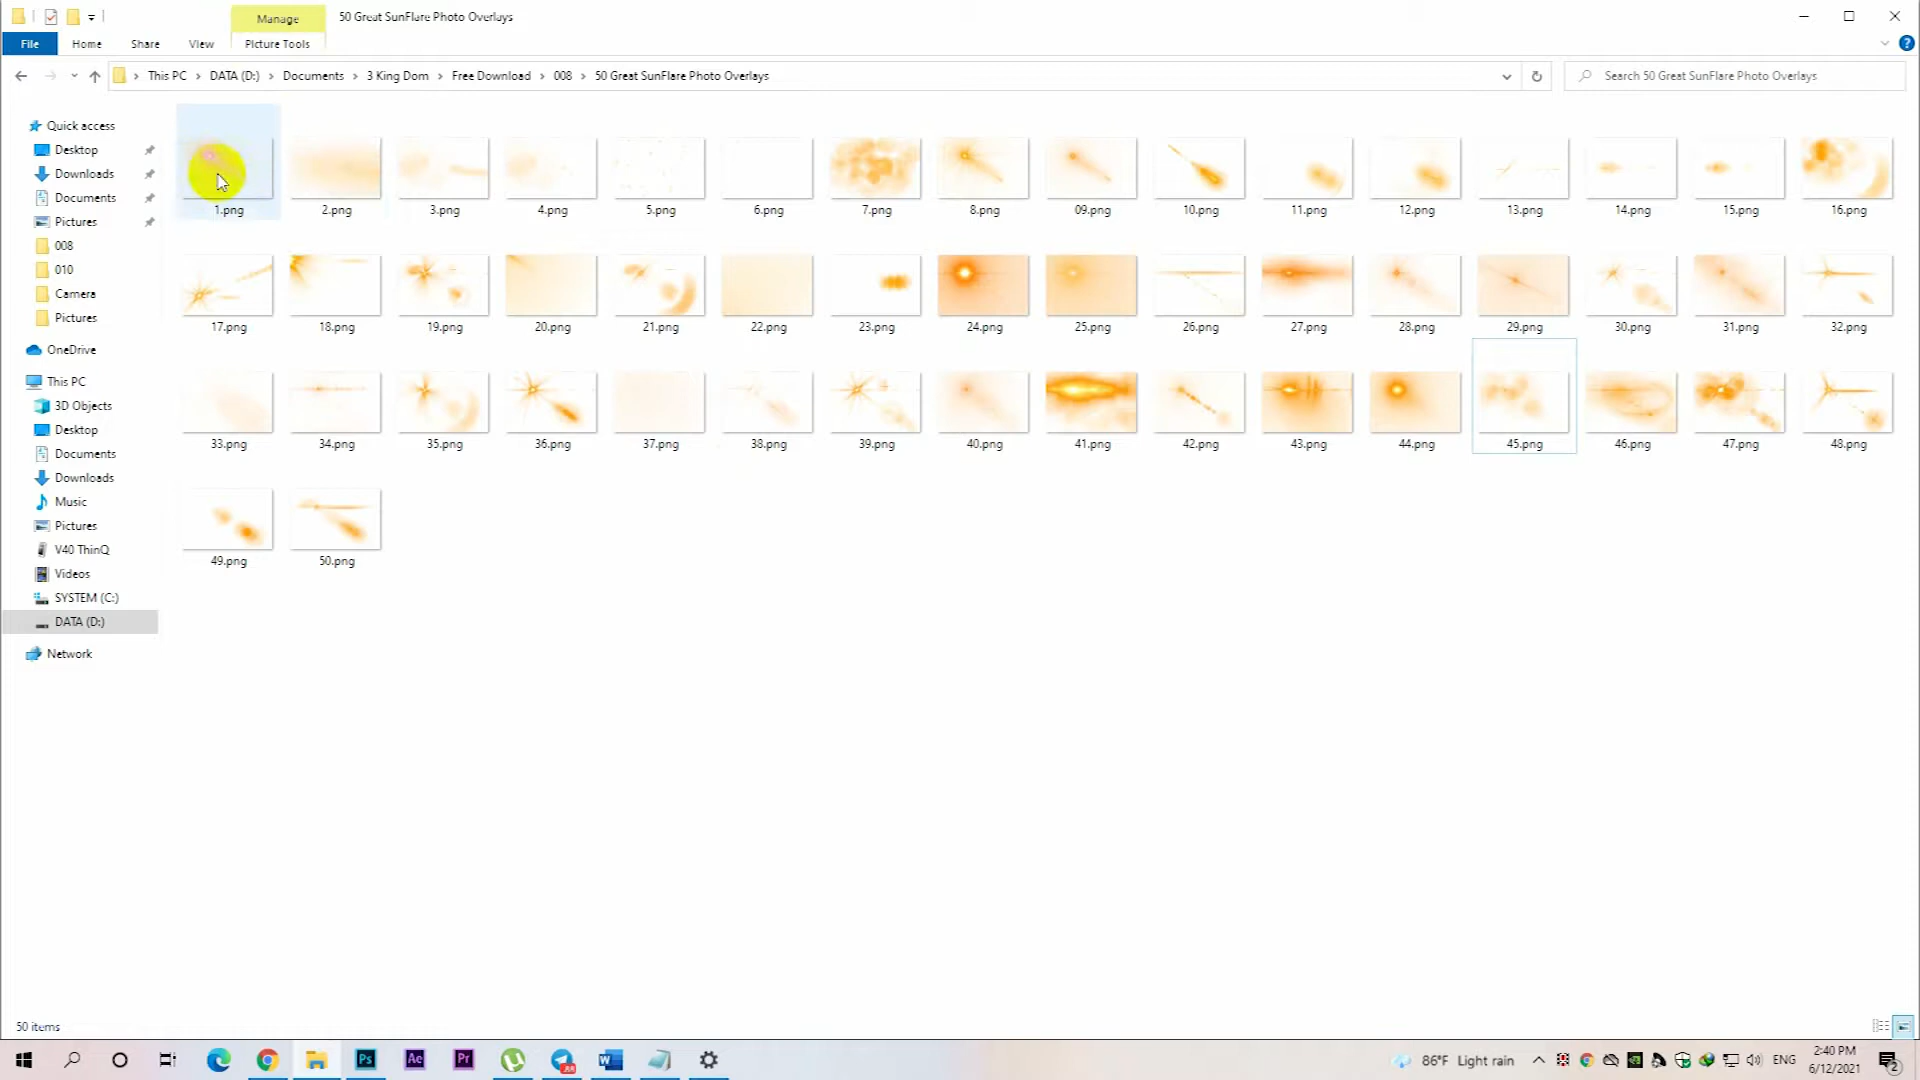 Manage
50 Great SunFlare Photo Overlays
File
Home
Share
View
Picture Tools
This PC
DATA (D:)
Documents
3 King Dom
Free Download
008
50 Great SunFlare Photo Overlays
Search 50 Great SunFlare Photo Overlays
Quick access
Desktop
Downloads
Documents
Pictures
008
010
Camera
Pictures
OneDrive
This PC
3D Objects
Desktop
Documents
Downloads
Music
Pictures
V40 ThinQ
Videos
SYSTEM (C:)
DATA (D:)
Network
1.png
2.png
3.png
4.png
5.png
6.png
7.png
8.png
09.png
10.png
11.png
12.png
13.png
14.png
15.png
16.png
17.png
18.png
19.png
20.png
21.png
22.png
23.png
24.png
25.png
26.png
27.png
28.png
29.png
30.png
31.png
32.png
33.png
34.png
35.png
36.png
37.png
38.png
39.png
40.png
41.png
42.png
43.png
44.png
45.png
46.png
47.png
48.png
49.png
50.png
50 items
Ps
Ae
Pr
W
86°F Light rain
ENG
2:40 PM
6/12/2021
2